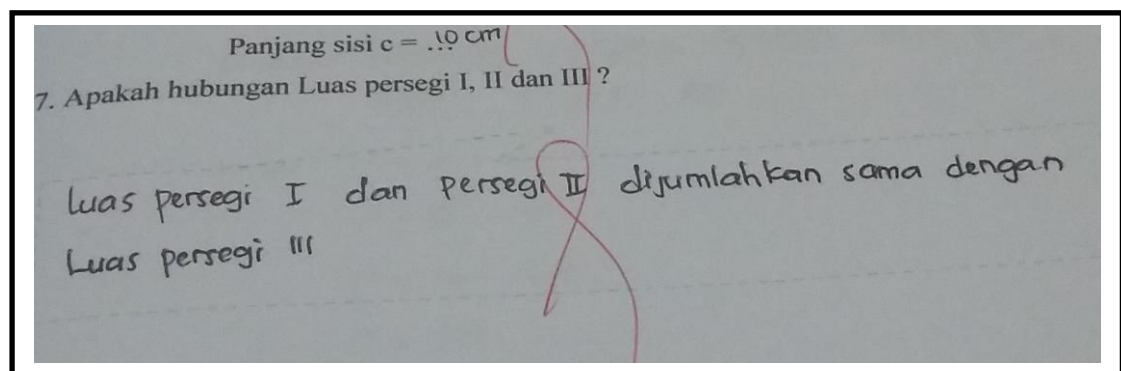 Panjang sisi c = ..10 cm
7. Apakah hubungan Luas persegi I, II dan III ?
luas persegi I dan persegi II dijumlahkan sama dengan
Luas persegi III